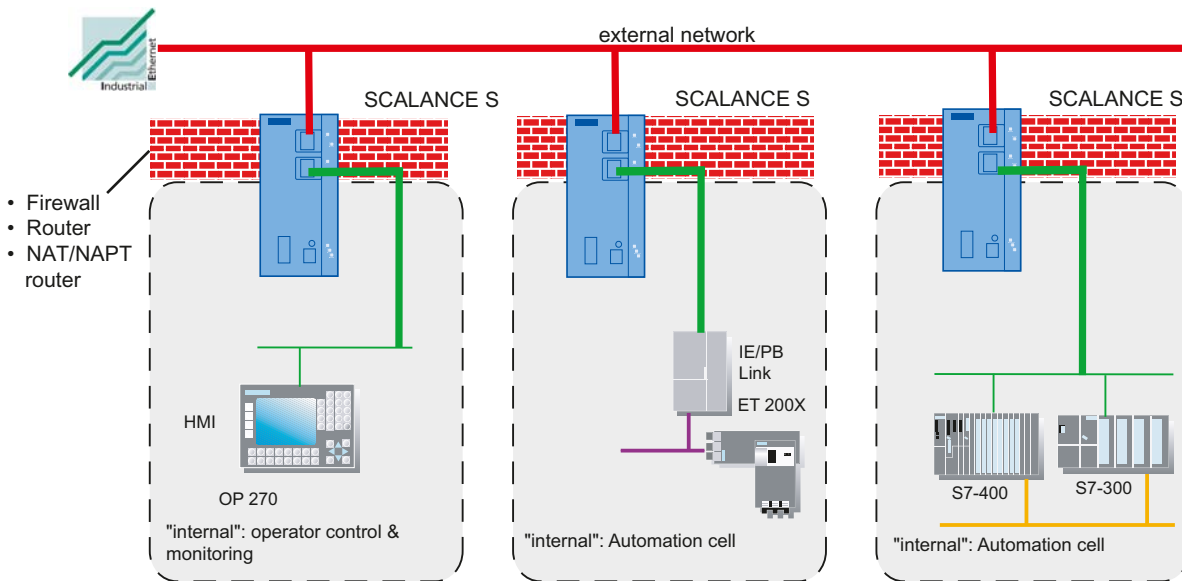 Industrial
Ethernet
external network
SCALANCE S
SCALANCE S
SCALANCE S
• Firewall
• Router
• NAT/NAPT
router
HMI
OP 270
"internal": operator control &
monitoring
IE/PB
Link
ET 200X
"internal": Automation cell
S7-400
S7-300
"internal": Automation cell